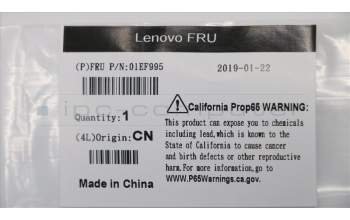 Lenovo FRU
(P)FRU P/N:01EF995
2019-01-22
Quantity:1
(4L)Origin:CN
Made in China
California Prop65 WARNING:
This product can expose you to chemicals
including lead,which is known to the
State of California to cause cancer
and birth defects or other reproductive
harm.For more information,go to
WWW.P65Warnings.ca.gov.